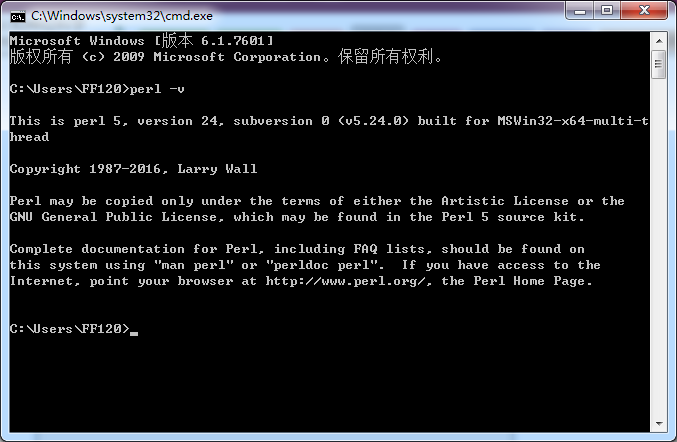 C:\Windows\system32\cmd.exe
Microsoft Windows [版本 6.1.7601]
版权所有 (c) 2009 Microsoft Corporation。保留所有权利。
C:\Users\FF120>perl -v
This is perl 5, version 24, subversion 0 (v5.24.0) built for MSWin32-x64-multi-t
hread
Copyright 1987-2016, Larry Wall
Perl may be copied only under the terms of either the Artistic License or the
GNU General Public License, which may be found in the Perl 5 source kit.
Complete documentation for Perl, including FAQ lists, should be found on
this system using "man perl" or "perldoc perl".  If you have access to the
Internet, point your browser at http://www.perl.org/, the Perl Home Page.
C:\Users\FF120>